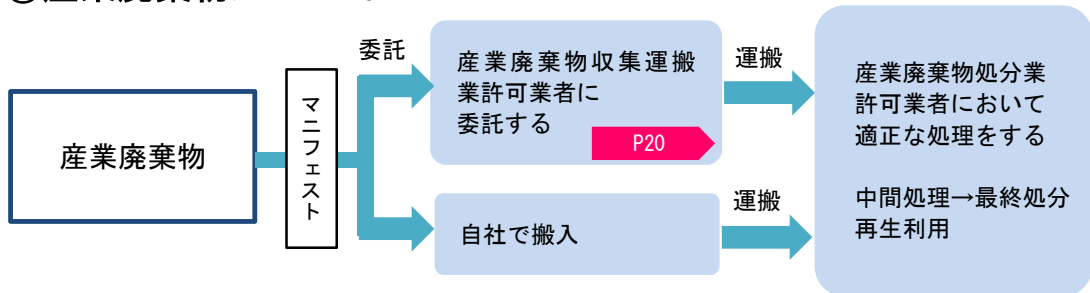 産業廃棄物
マニフェスト
委託
産業廃棄物収集運搬
業許可業者に
委託する
P20
運搬
自社で搬入
運搬
産業廃棄物処分業
許可業者において
適正な処理をする
中間処理→最終処分
再生利用